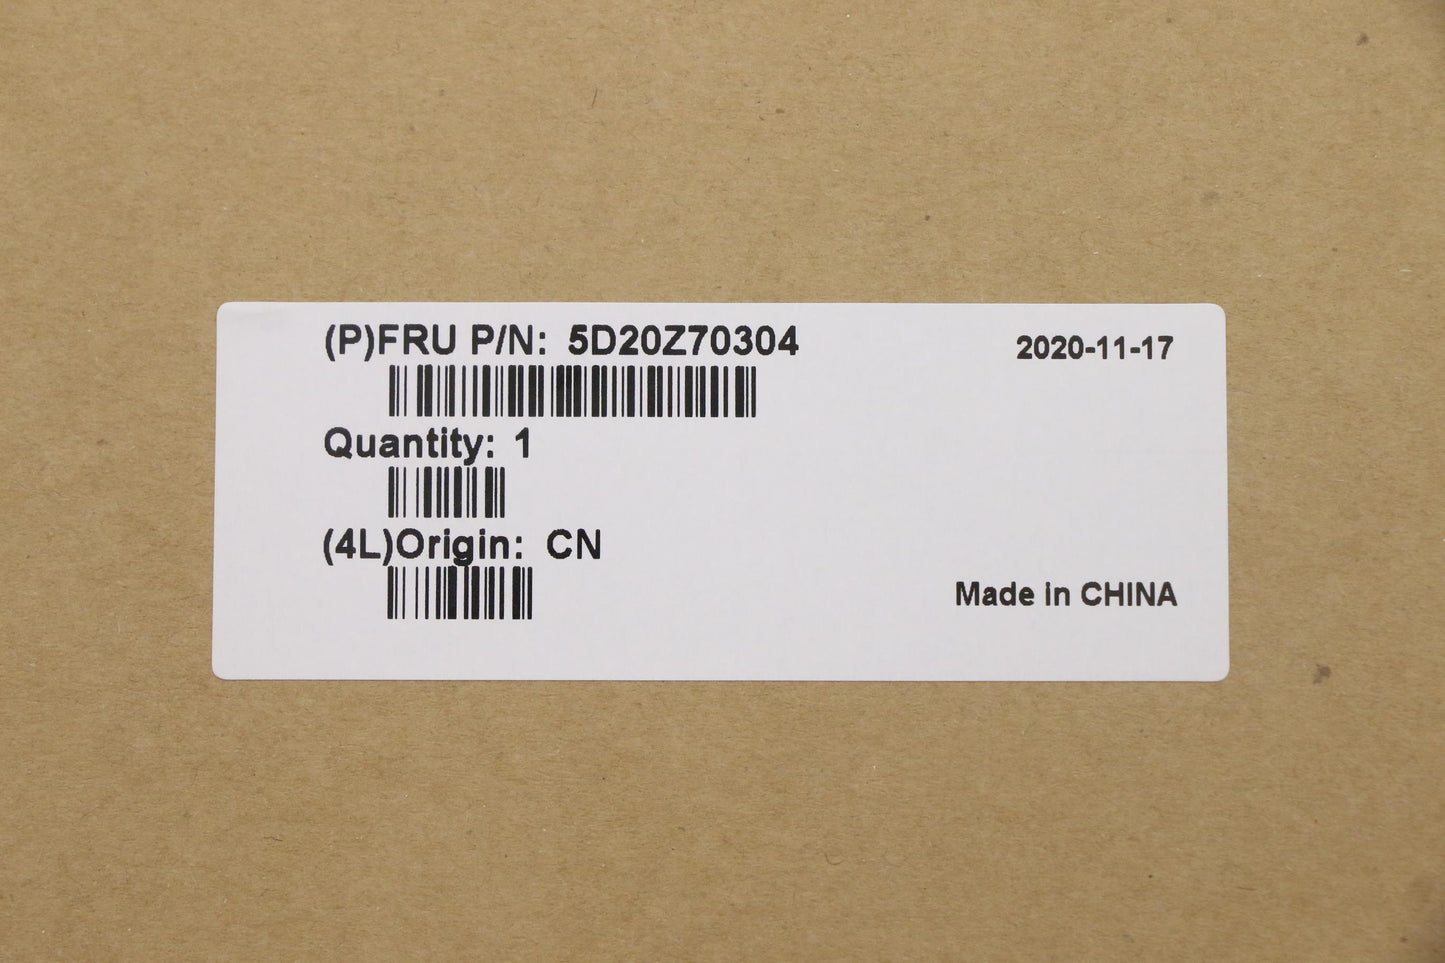 (P)FRU P/N: 5D20Z70304
2020-11-17
Quantity: 1
(4L)Origin: CN
Made in CHINA